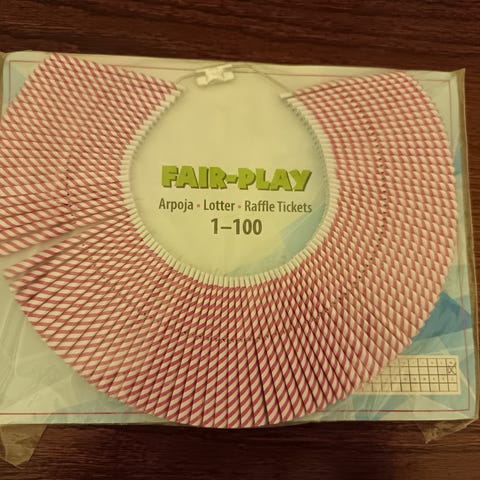 FAIR-PLAY
Arpoja • Lotter • Raffle Tickets
1–100